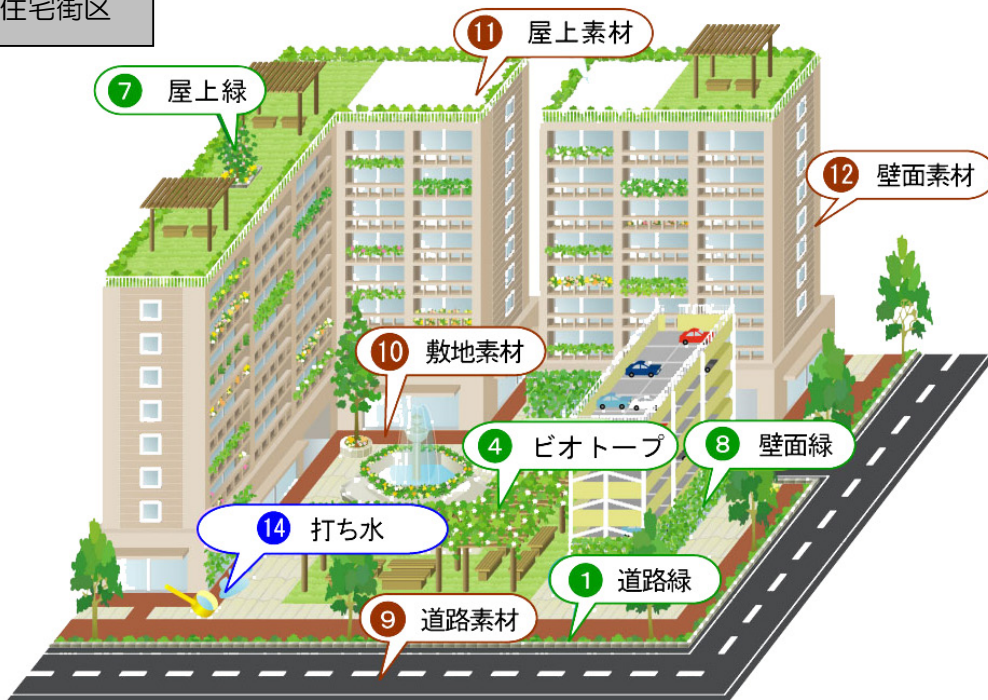 住宅街区
11 屋上素材
7 屋上緑
12 壁面素材
10 敷地素材
4 ビオトープ
8 壁面緑
14 打ち水
1 道路緑
9 道路素材